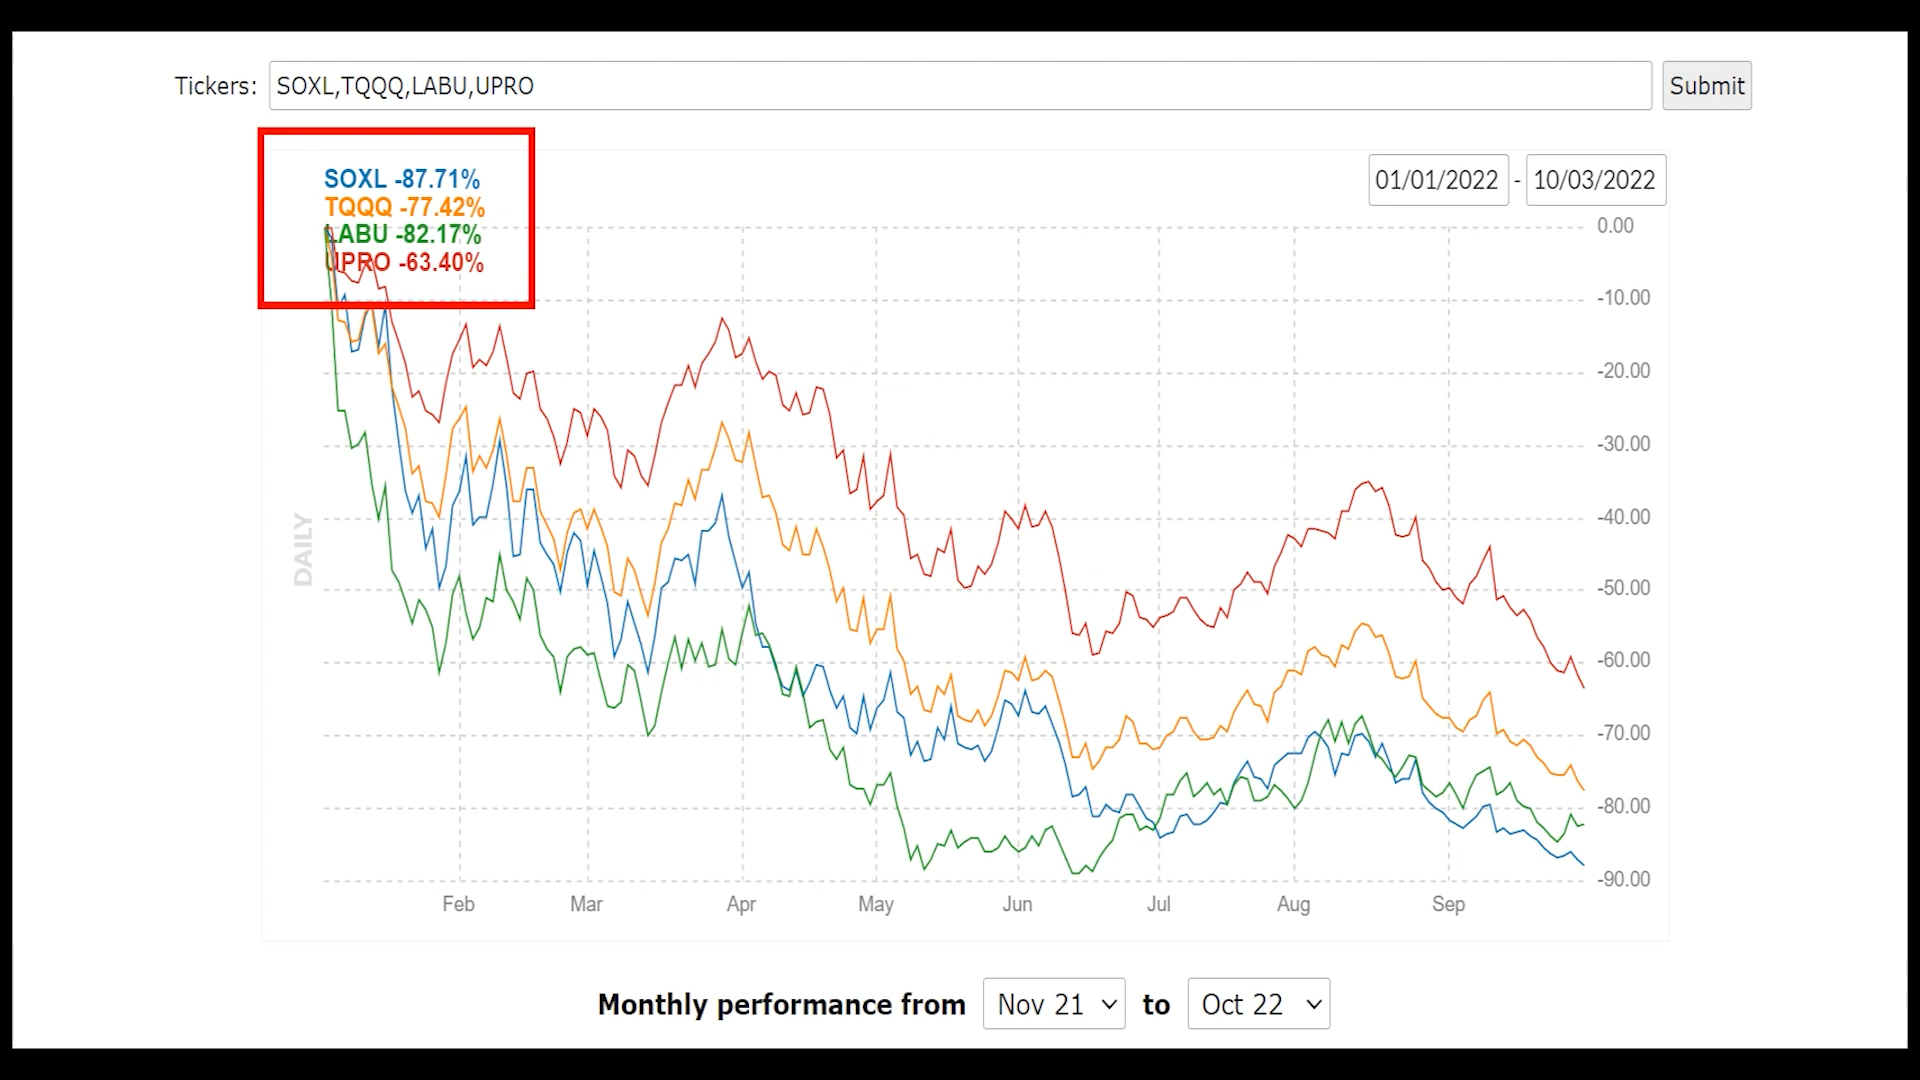 Tickers: SOXL,TQQQ,LABU,UPRO Submit
SOXL -87.71%
TQQQ -77.42%
LABU -82.17%
UPRO -63.40%
01/01/2022 - 10/03/2022
0.00
-10.00
-20.00
-30.00
-40.00
-50.00
-60.00
-70.00
-80.00
-90.00
DAILY
Feb Mar Apr May Jun Jul Aug Sep
Monthly performance from Nov 21 to Oct 22